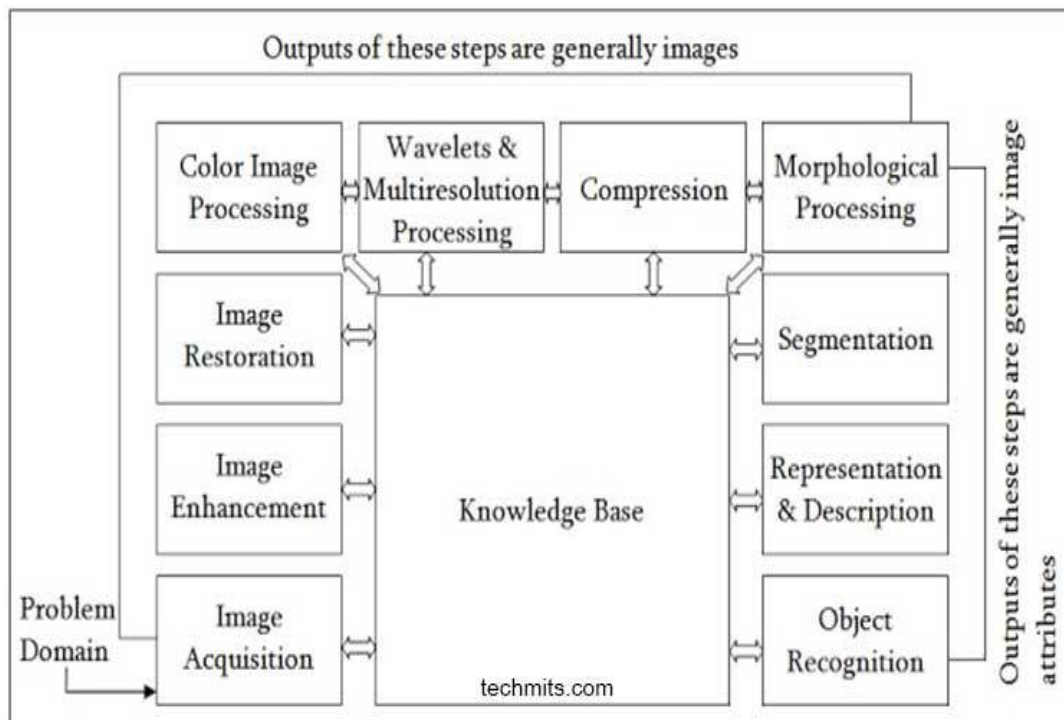 Outputs of these steps are generally images
Color Image
Processing
Wavelets &
Multiresolution
Processing
Compression
Morphological
Processing
Image
Restoration
Segmentation
Image
Enhancement
Knowledge Base
Representation
& Description
Problem
Domain
Image
Acquisition
Object
Recognition
techmits.com
Outputs of these steps are generally image
attributes